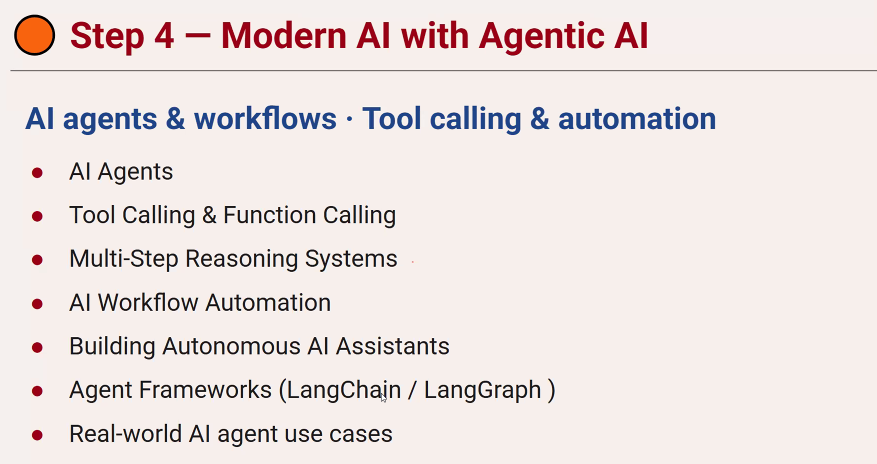 Step 4 — Modern AI with Agentic AI
AI agents & workflows · Tool calling & automation
● AI Agents
● Tool Calling & Function Calling
● Multi-Step Reasoning Systems
● AI Workflow Automation
● Building Autonomous AI Assistants
● Agent Frameworks (LangChain / LangGraph )
● Real-world AI agent use cases